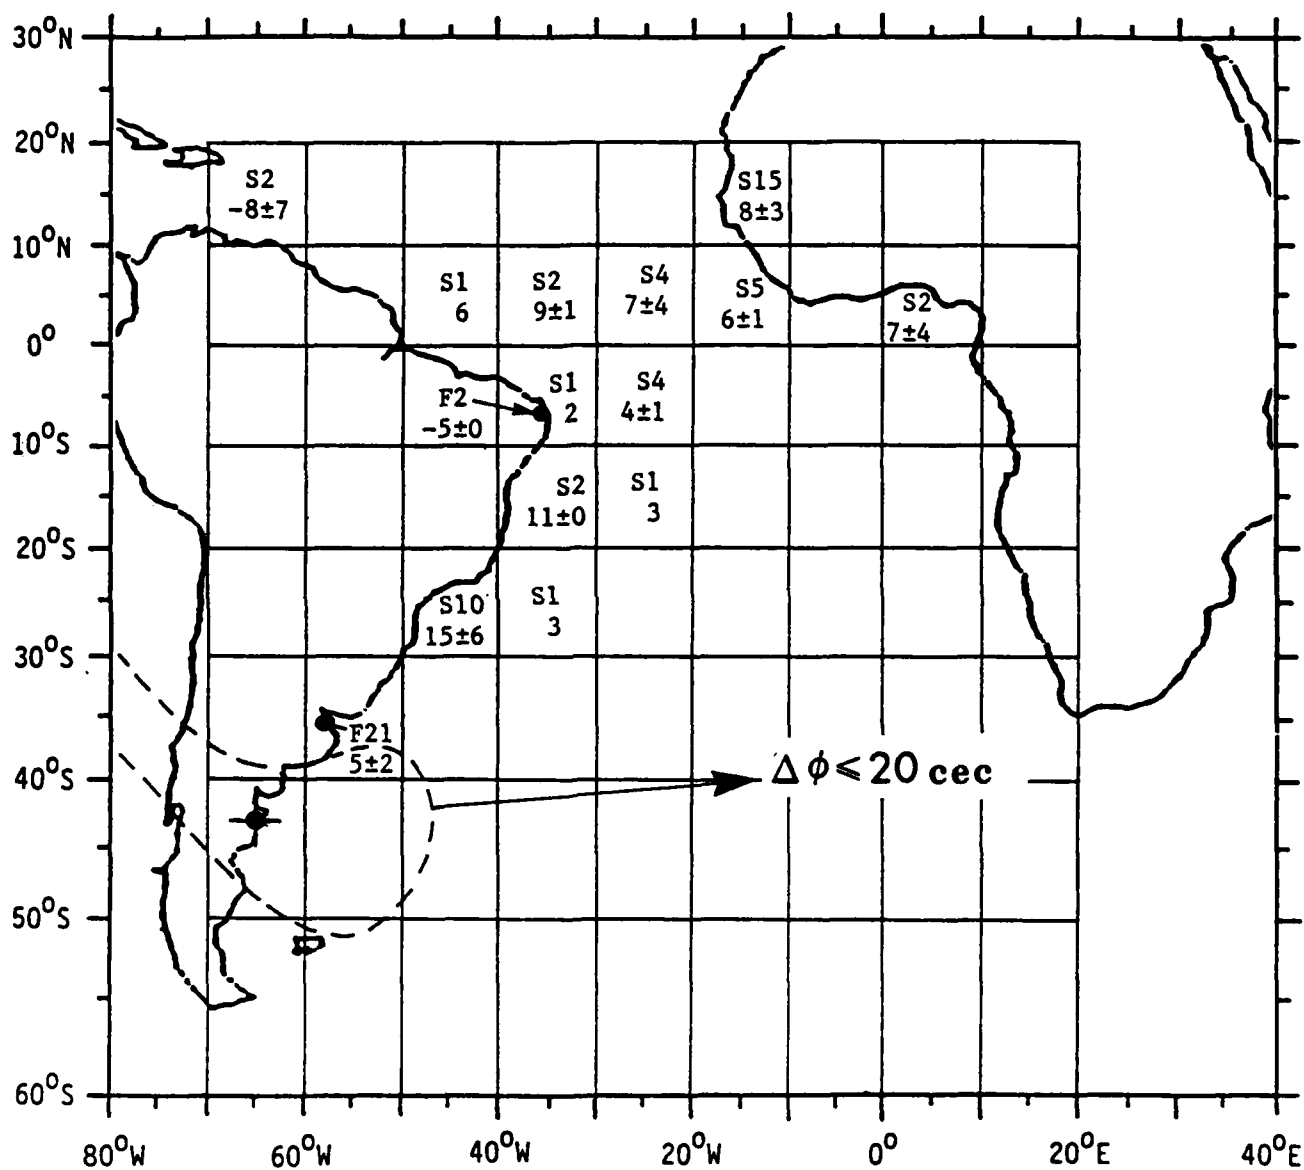 30°N
20°N
S2
-8±7
S15
8±3
10°N
S1
6
S2
9±1
S4
7±4
S5
6±1
S2
7±4
0°
F2
-5±0
S1
2
S4
4±1
10°S
S2
11±0
S1
3
20°S
S10
15±6
S1
3
30°S
F21
5±2
Δ ϕ ⩽ 20 cec
40°S
50°S
60°S
80°W
60°W
40°W
20°W
0°
20°E
40°E